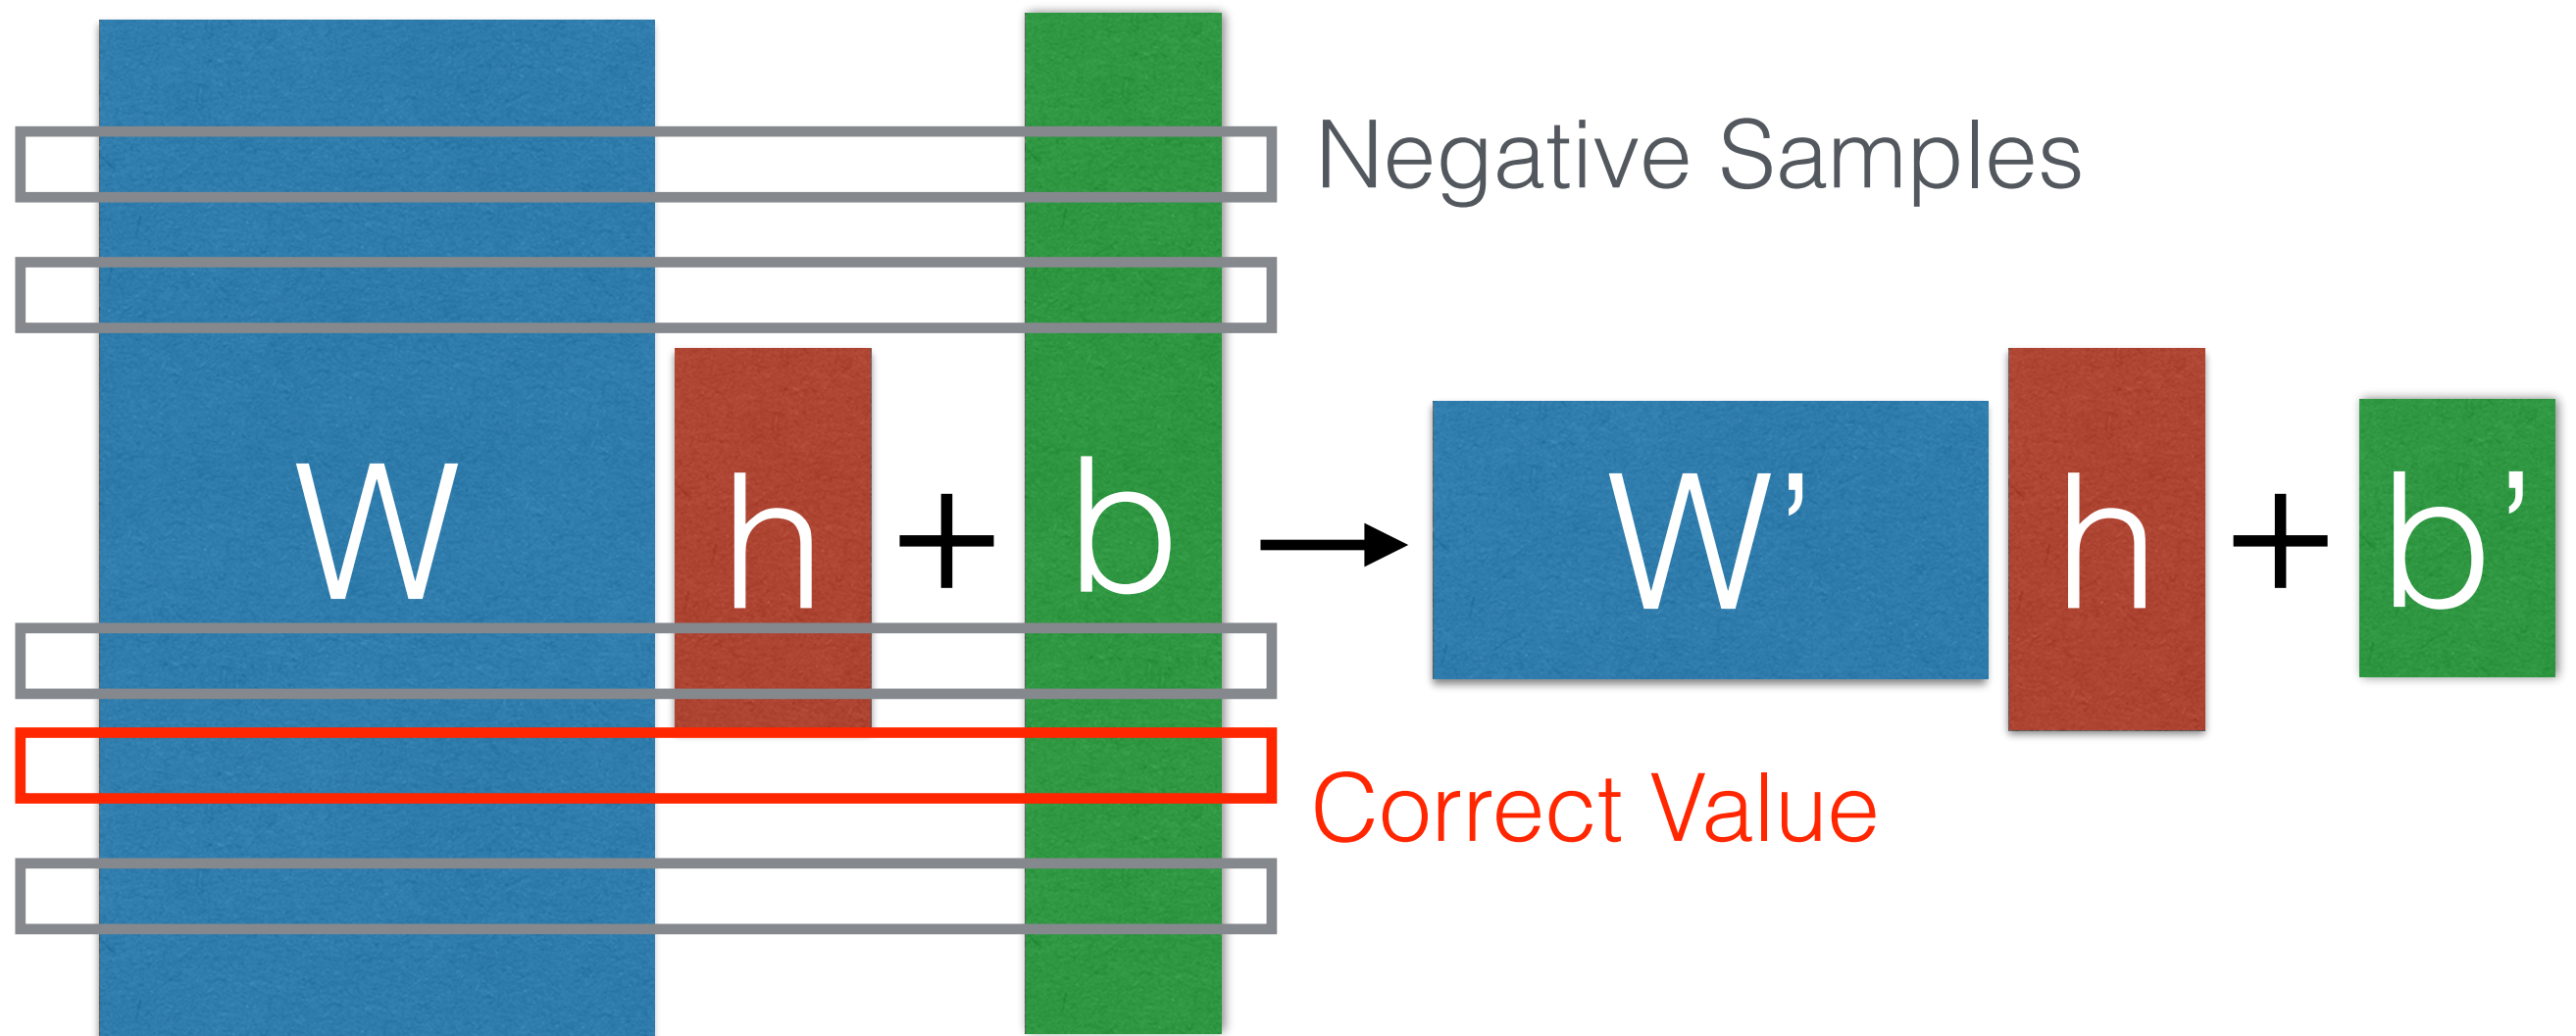 Negative Samples
W h + b → W’ h + b’
Correct Value